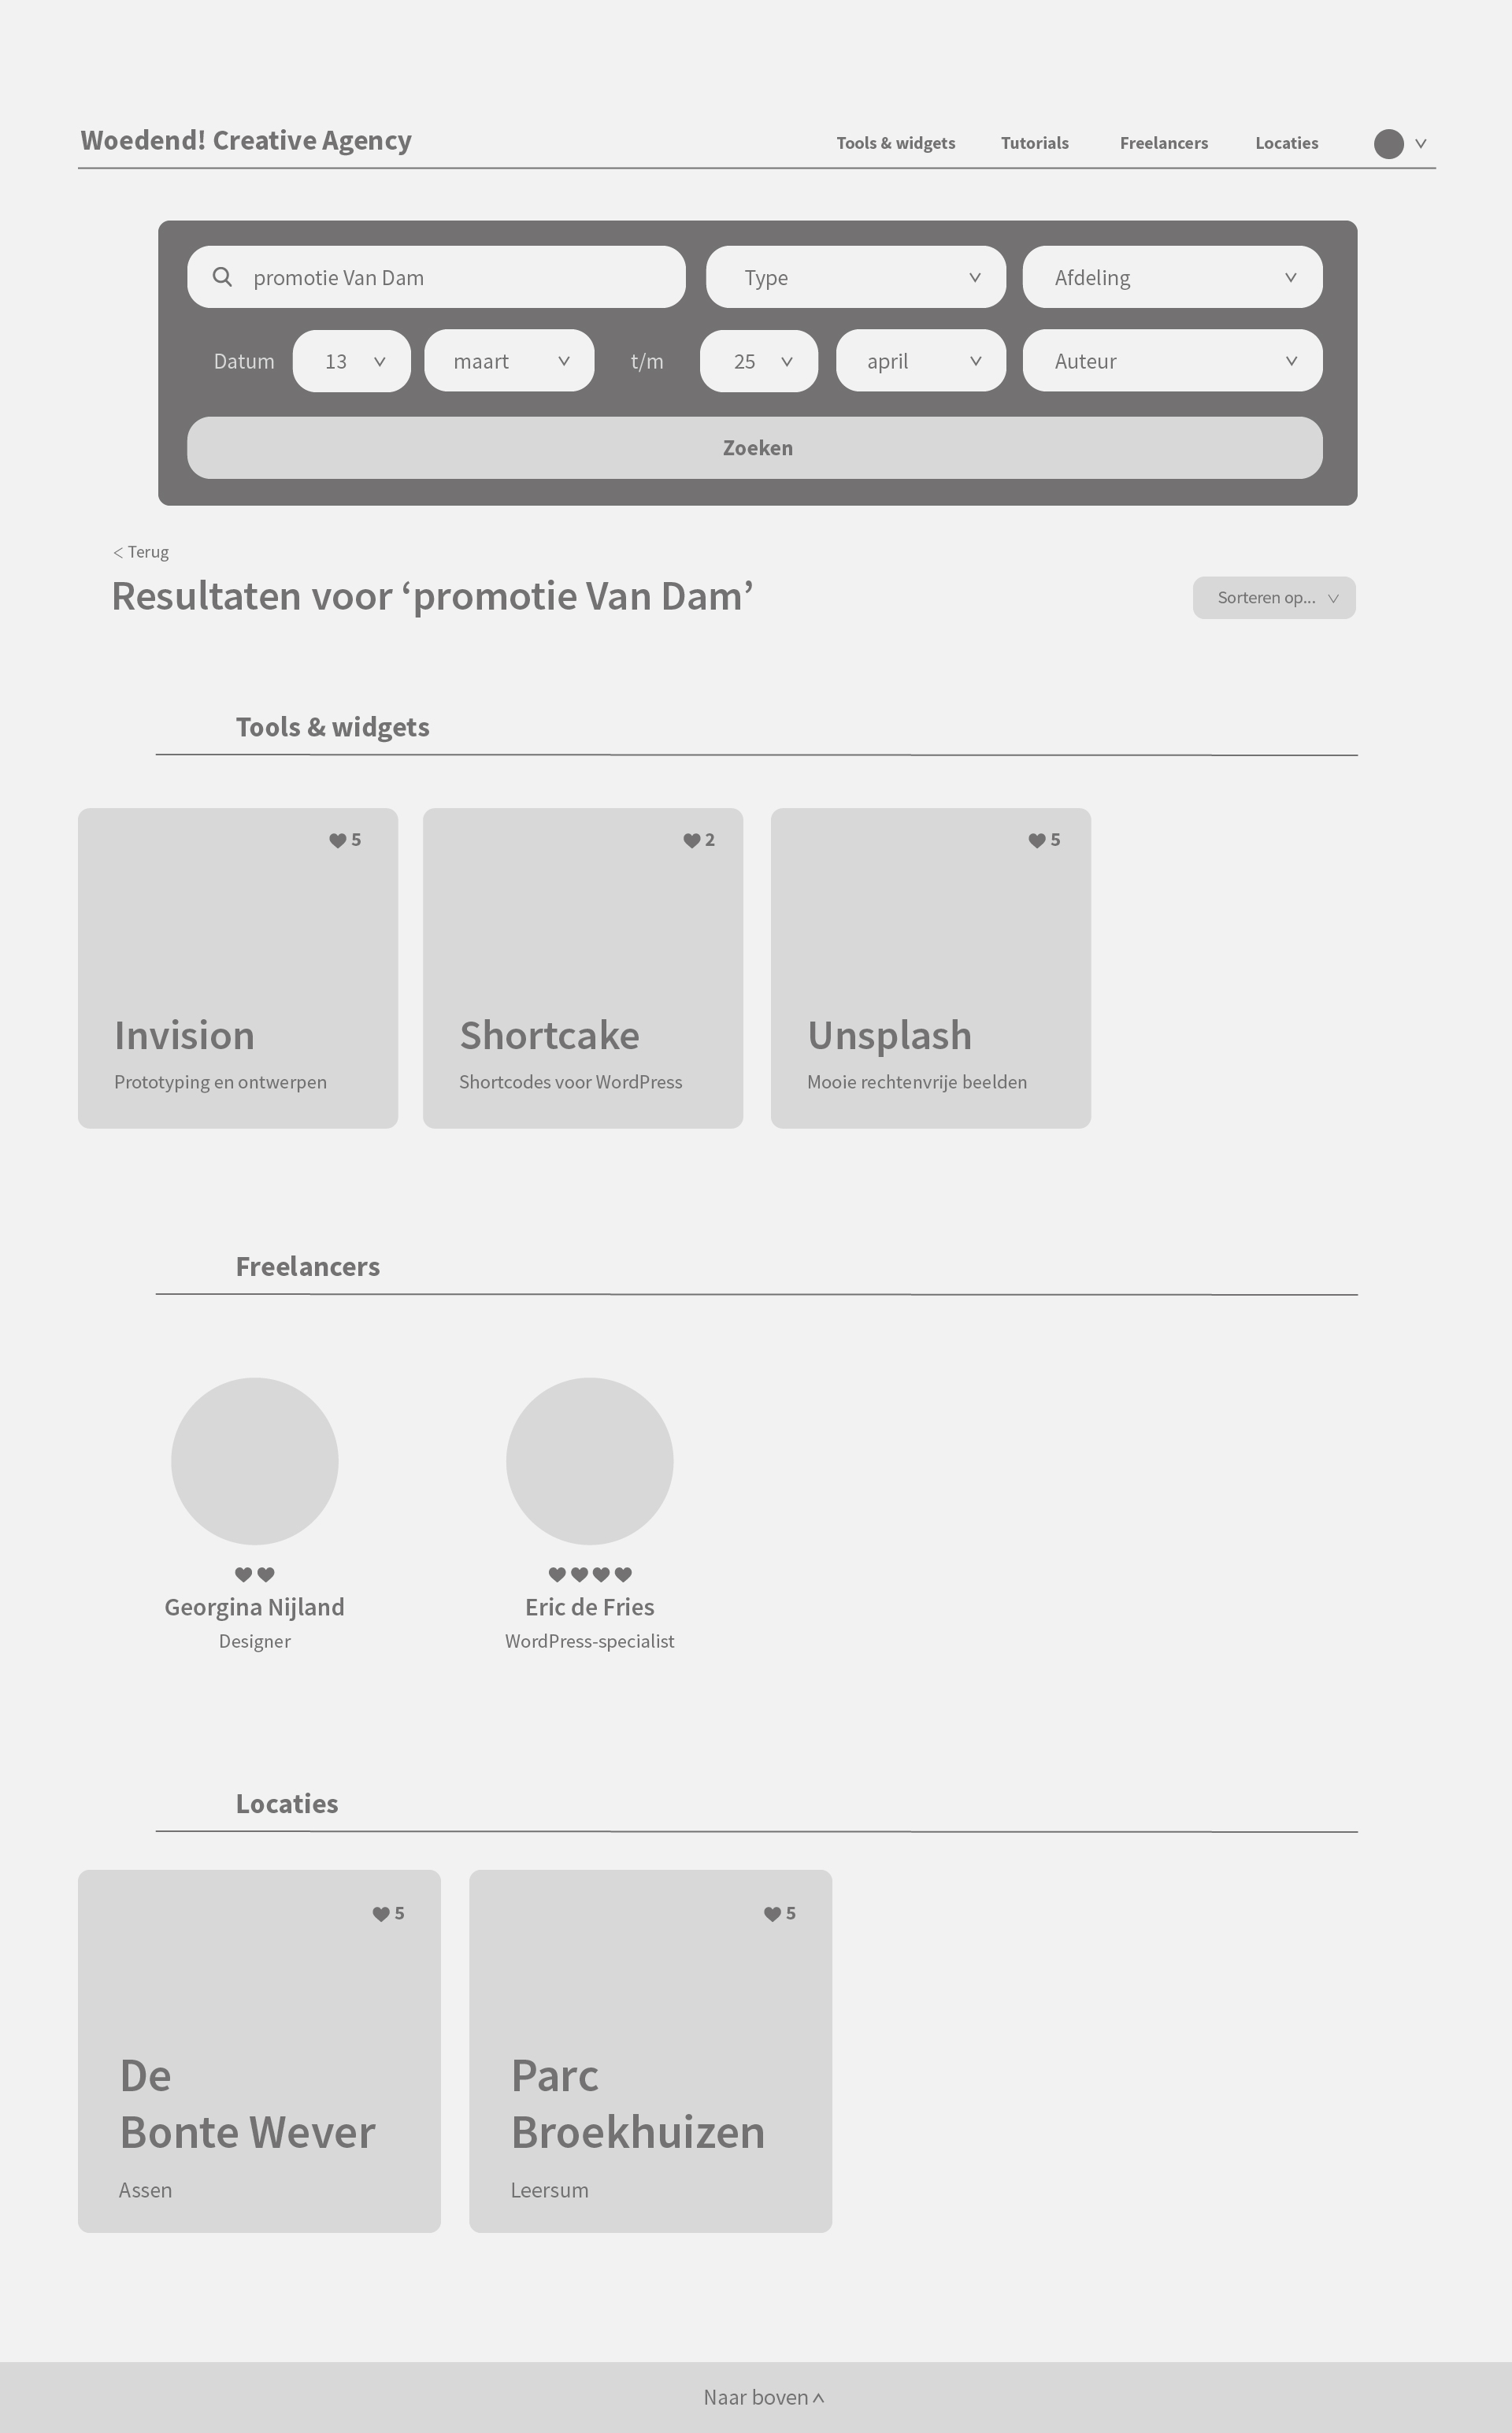 Woedend! Creative Agency
Tools & widgets
Tutorials
Freelancers
Locaties
promotie Van Dam
Type
Afdeling
Datum
13
maart
t/m
25
april
Auteur
Zoeken
< Terug
Resultaten voor ‘promotie Van Dam’
Sorteren op...
Tools & widgets
5
Invision
Prototyping en ontwerpen
2
Shortcake
Shortcodes voor WordPress
5
Unsplash
Mooie rechtenvrije beelden
Freelancers
Georgina Nijland
Designer
Eric de Fries
WordPress-specialist
Locaties
5
De
Bonte Wever
Assen
5
Parc
Broekhuizen
Leersum
Naar boven